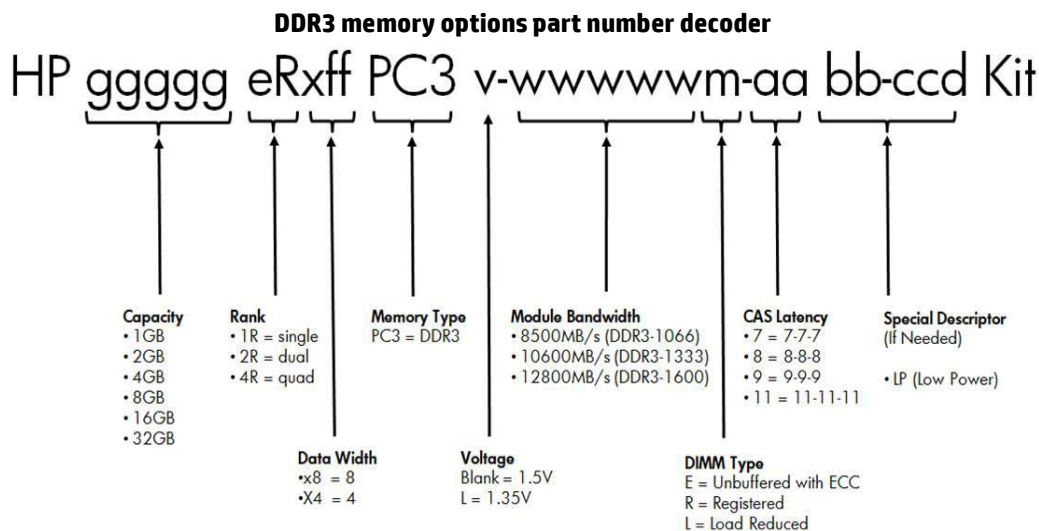 DDR3 memory options part number decoder
HP ggggg eRxff PC3 v-wwwwwm-aa bb-ccd Kit
Capacity
• 1GB
• 2GB
• 4GB
• 8GB
• 16GB
• 32GB
Rank
• 1R = single
• 2R = dual
• 4R = quad
Memory Type
PC3 = DDR3
Module Bandwidth
• 8500MB/s (DDR3-1066)
• 10600MB/s (DDR3-1333)
• 12800MB/s (DDR3-1600)
CAS Latency
• 7 = 7-7-7
• 8 = 8-8-8
• 9 = 9-9-9
• 11 = 11-11-11
Special Descriptor
(If Needed)
• LP (Low Power)
Data Width
•x8 = 8
•X4 = 4
Voltage
Blank = 1.5V
L = 1.35V
DIMM Type
E = Unbuffered with ECC
R = Registered
L = Load Reduced